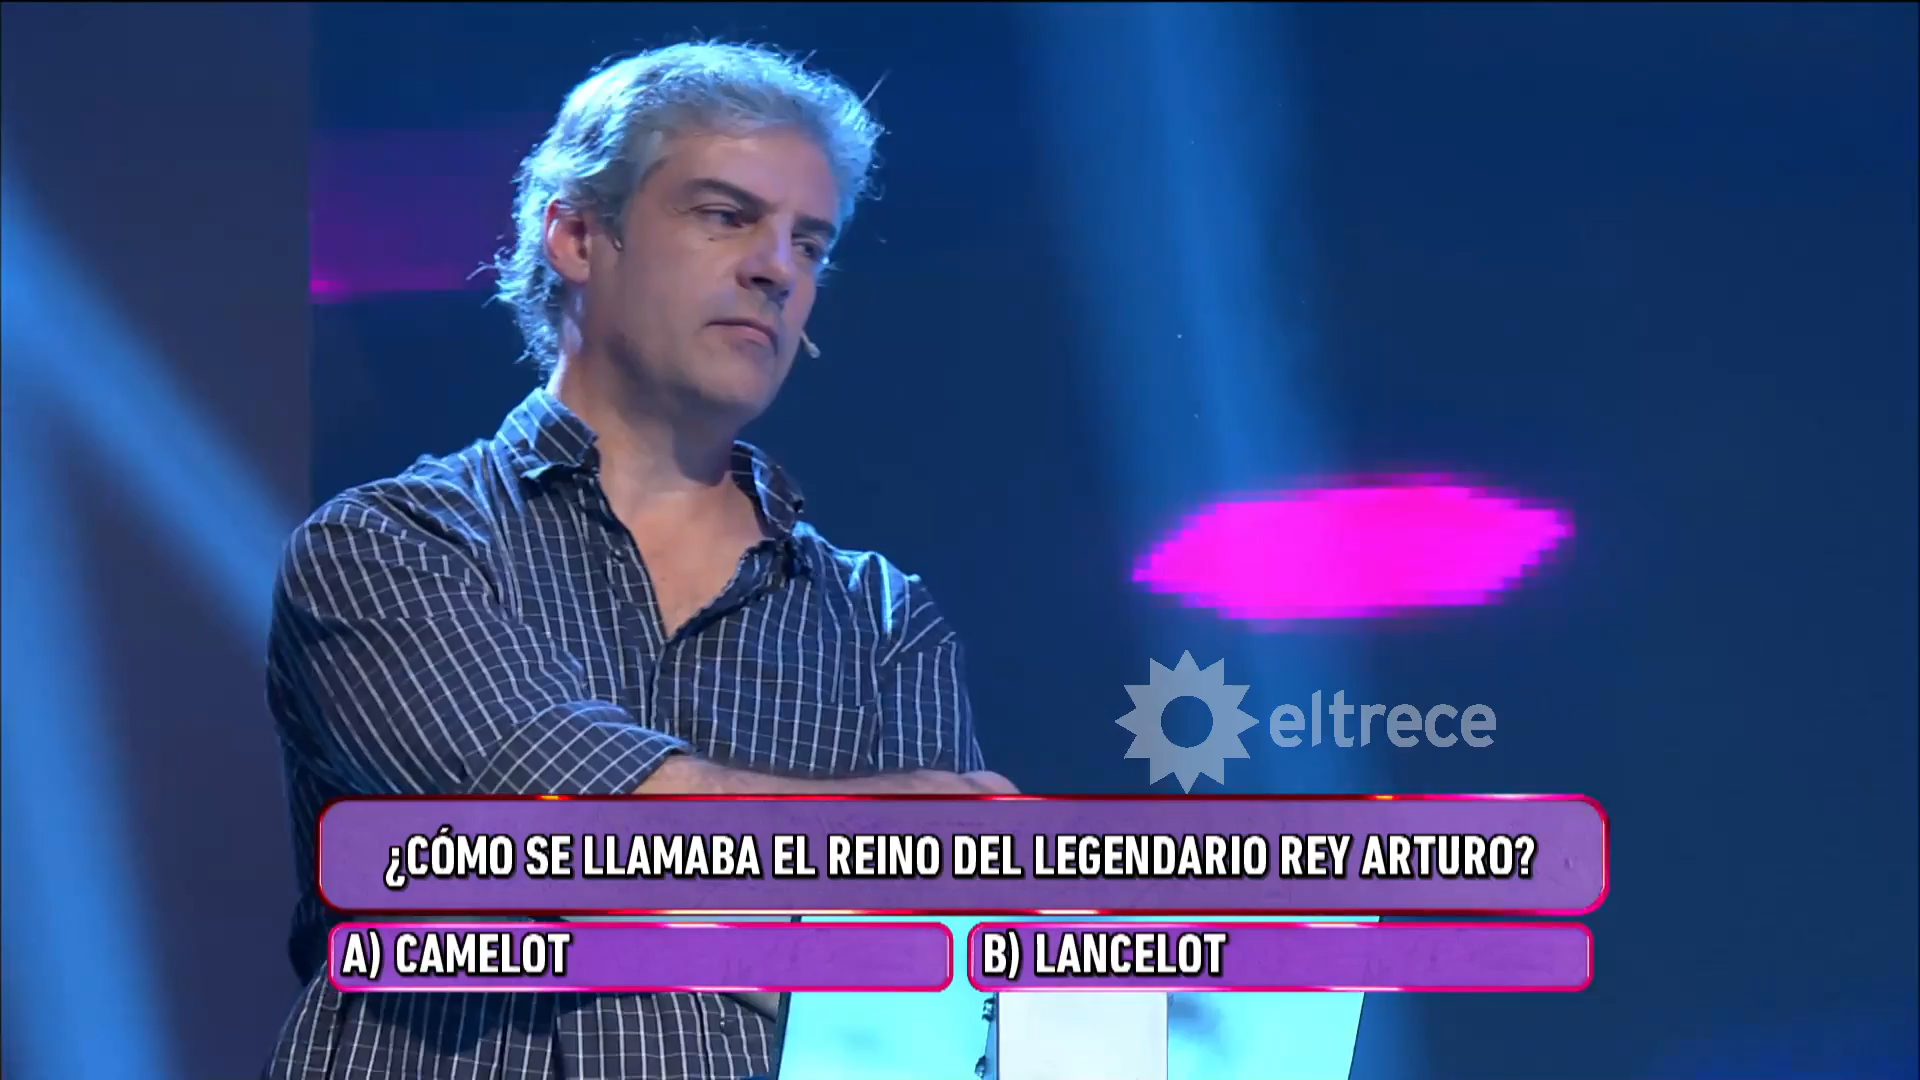 eltrece
¿CÓMO SE LLAMABA EL REINO DEL LEGENDARIO REY ARTURO?
A) CAMELOT
B) LANCELOT